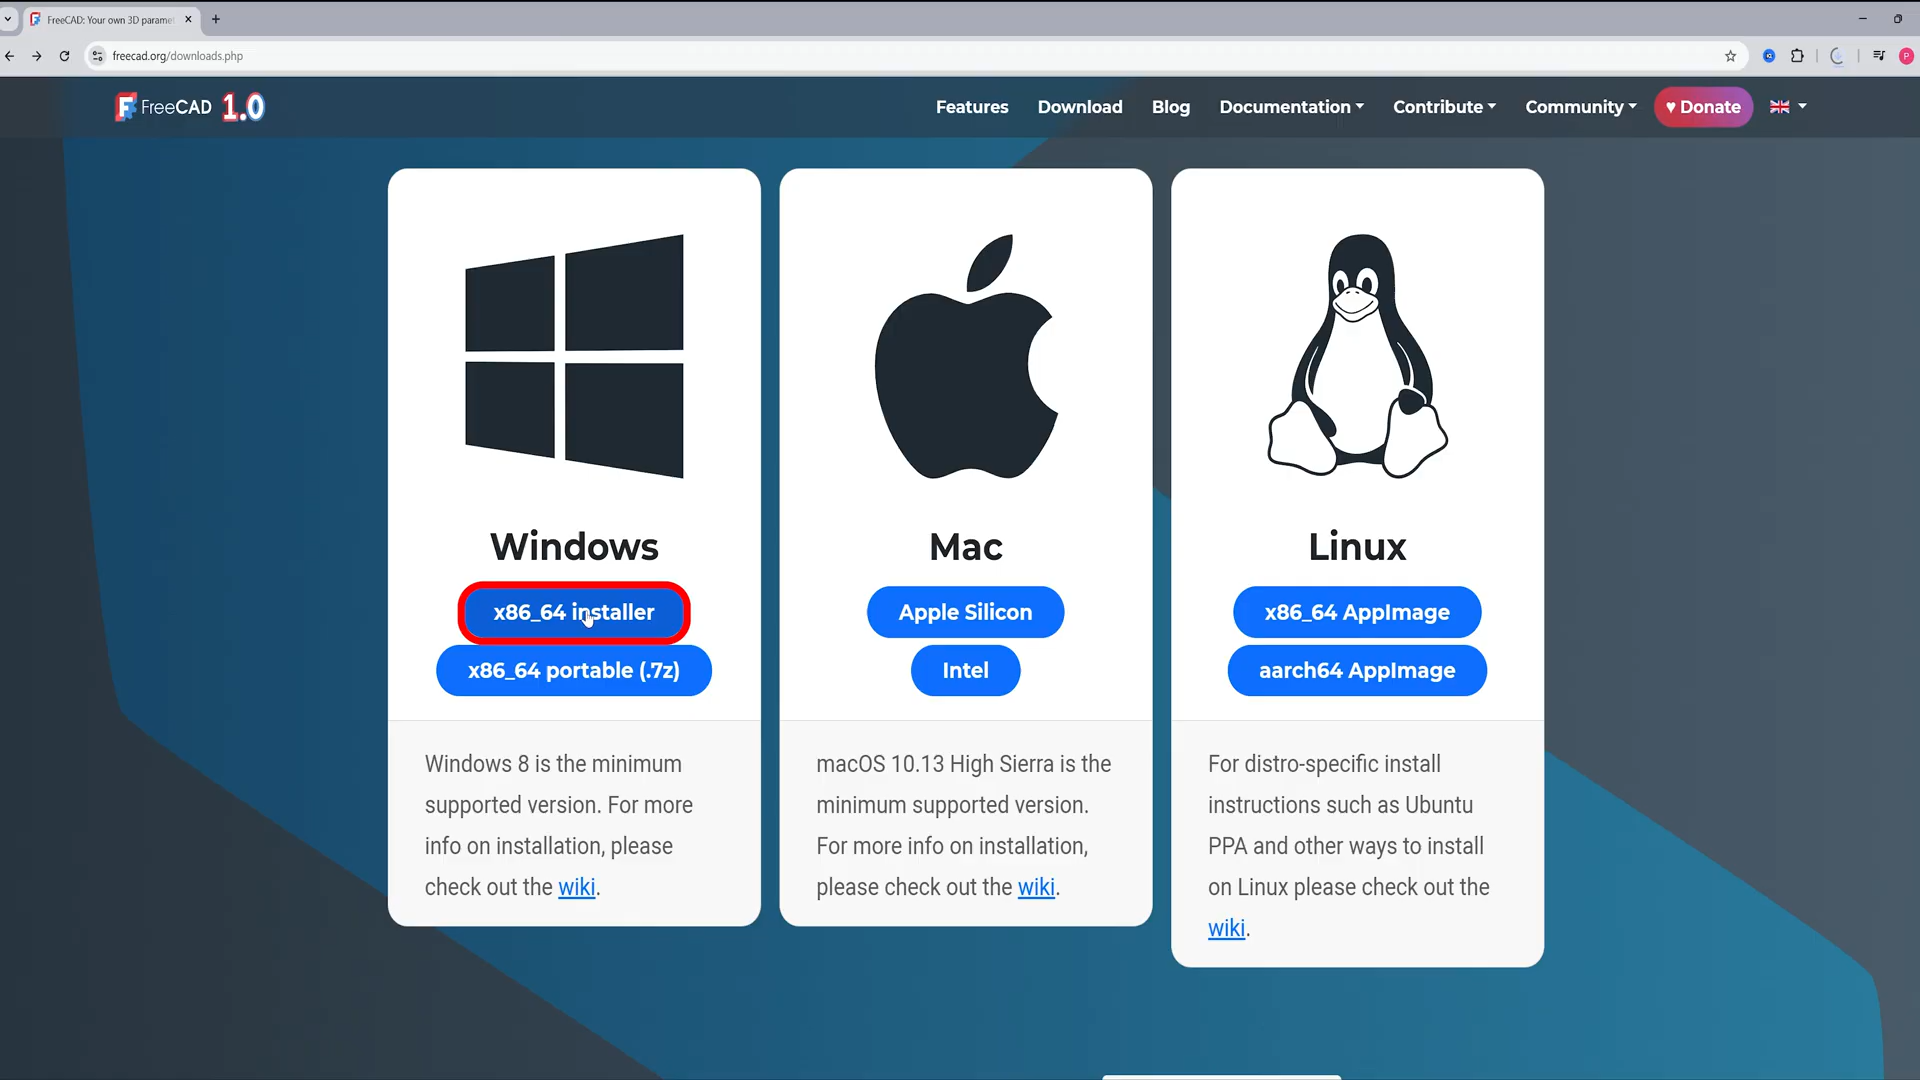 FreeCAD: Your own 3D parame
freecad.org/downloads.php
P
FreeCAD 1.0
Features
Download
Blog
Documentation
Contribute
Community
♥ Donate
Windows
x86_64 installer
x86_64 portable (.7z)
Windows 8 is the minimum
supported version. For more
info on installation, please
check out the wiki.
Mac
Apple Silicon
Intel
macOS 10.13 High Sierra is the
minimum supported version.
For more info on installation,
please check out the wiki.
Linux
x86_64 AppImage
aarch64 AppImage
For distro-specific install
instructions such as Ubuntu
PPA and other ways to install
on Linux please check out the
wiki.